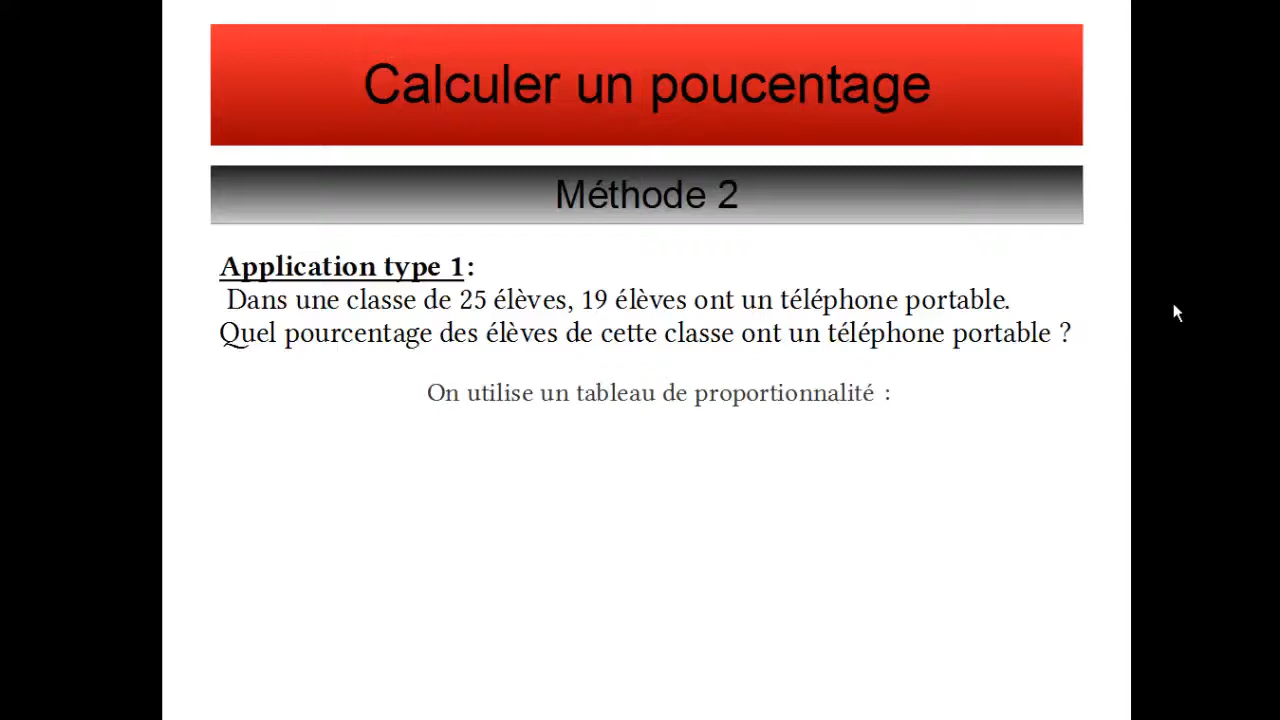 Calculer un poucentage
Méthode 2
Application type 1:
Dans une classe de 25 élèves, 19 élèves ont un téléphone portable.
Quel pourcentage des élèves de cette classe ont un téléphone portable ?
On utilise un tableau de proportionnalité :